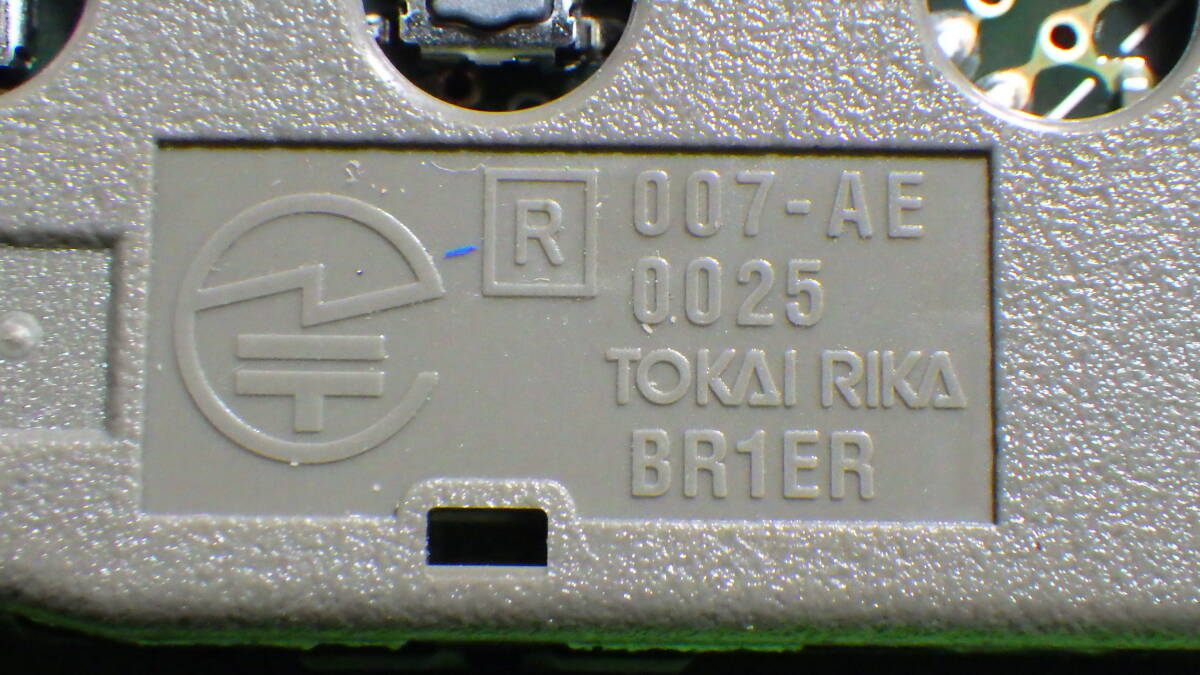 R 007-AE
0025
TOKAI RIKA
BR1ER